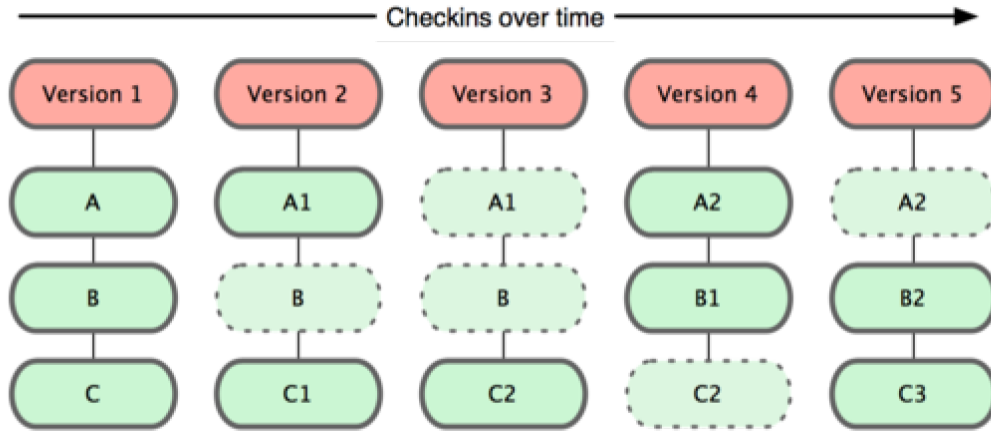 Checkins over time
Version 1 Version 2 Version 3 Version 4 Version 5
A A1 A1 A2 A2
B B B B1 B2
C C1 C2 C2 C3